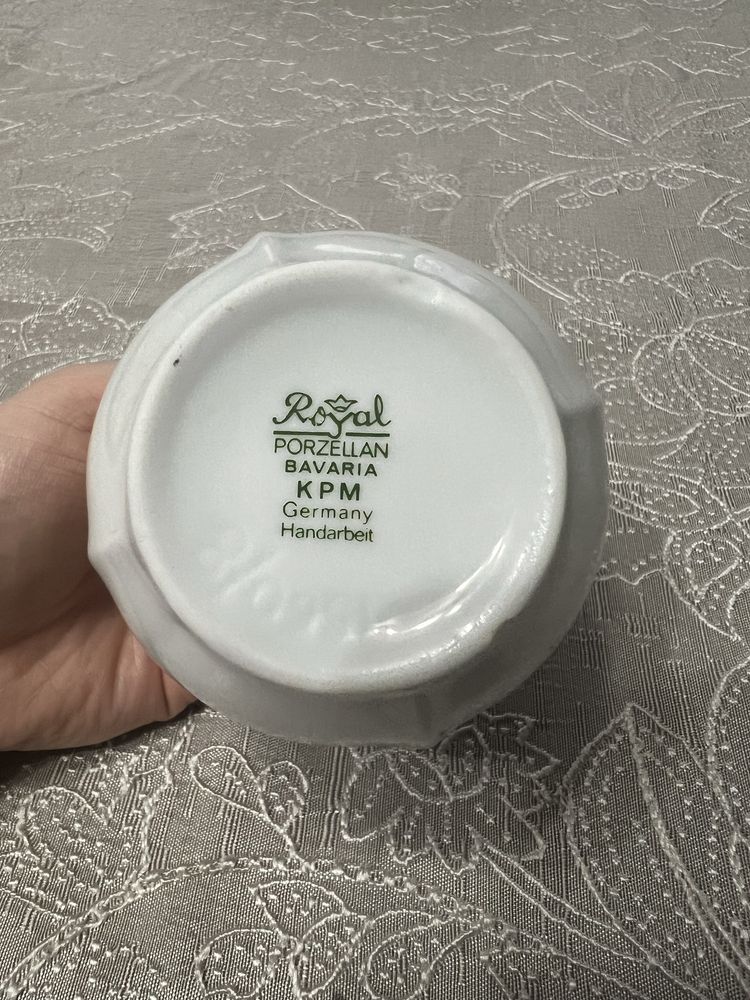 Royal
PORZELLAN
BAVARIA
KPM
Germany
Handarbeit